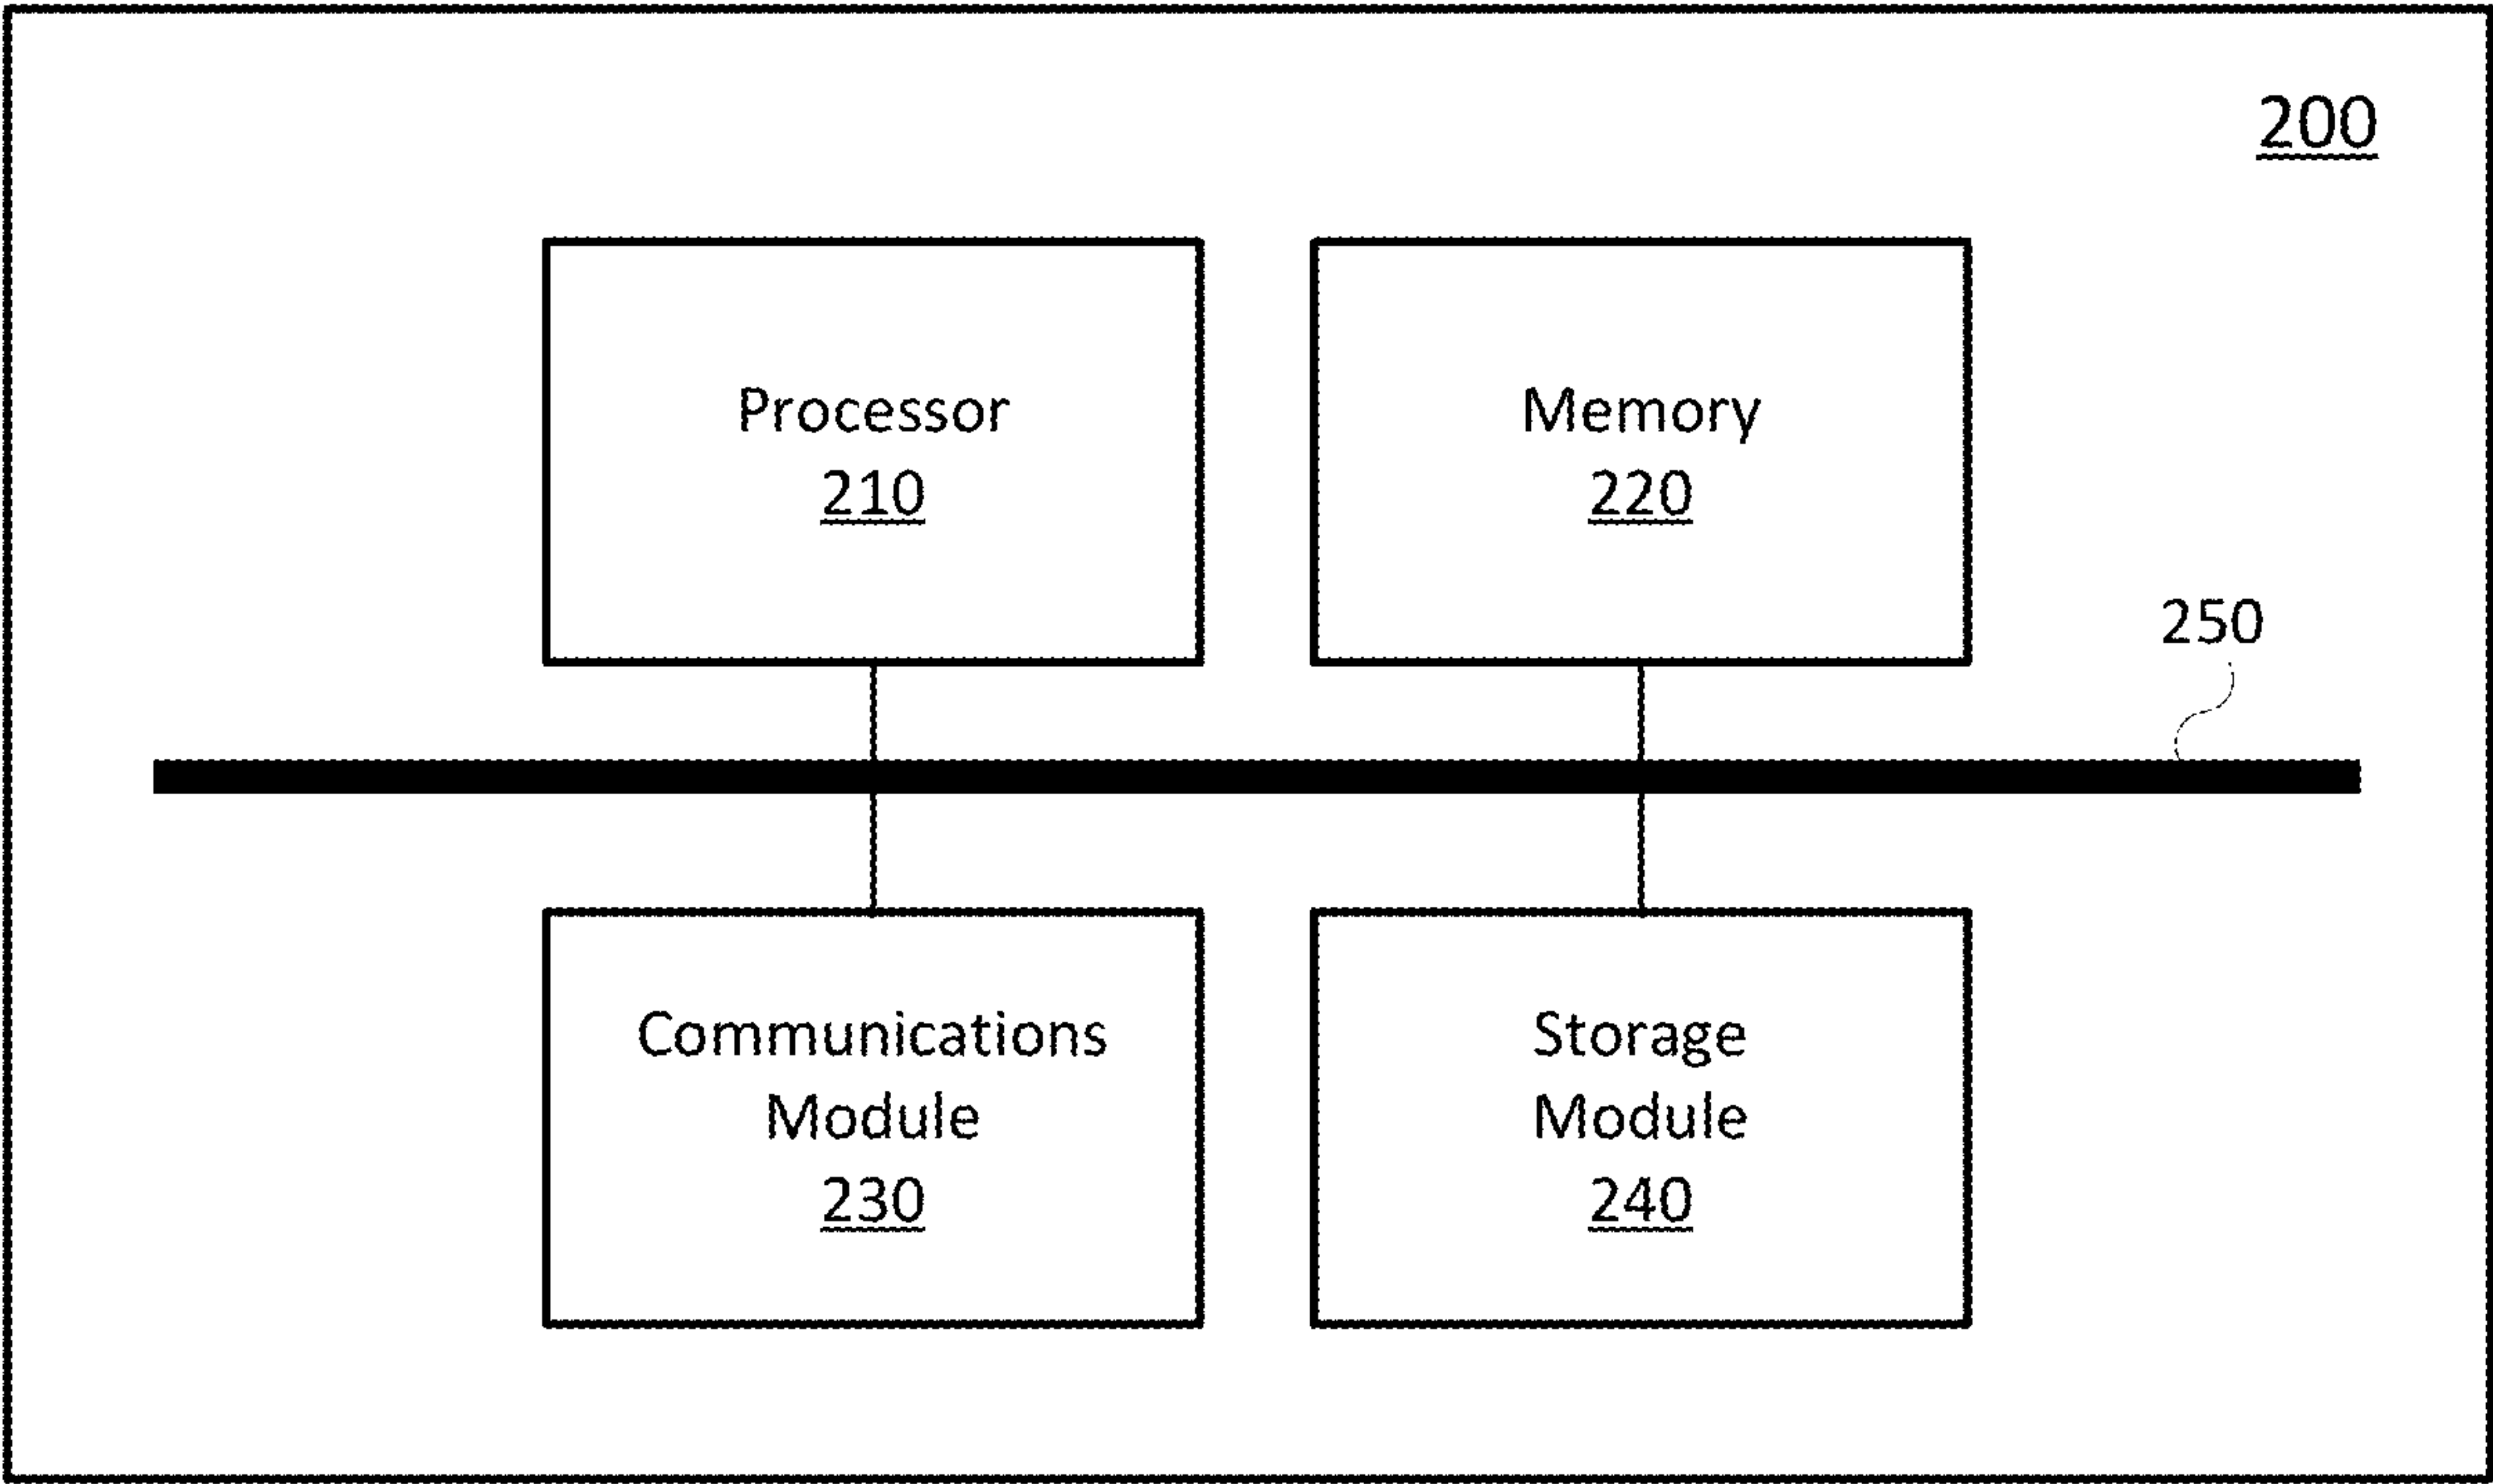 200
Processor
210
Memory
220
250
Communications
Module
230
Storage
Module
240